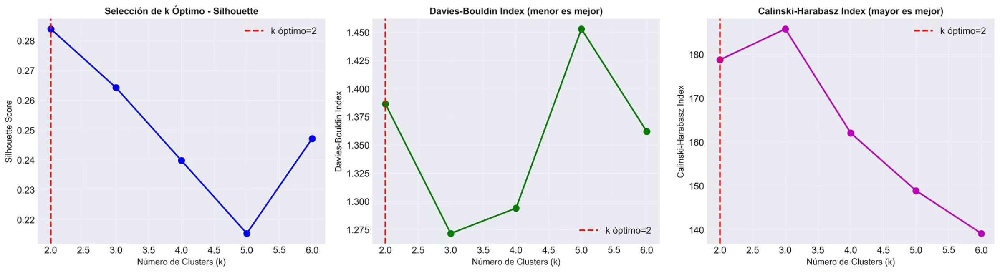 Selección de k Óptimo - Silhouette
k óptimo=2
Silhouette Score
0.28
0.27
0.26
0.25
0.24
0.23
0.22
2.0 2.5 3.0 3.5 4.0 4.5 5.0 5.5 6.0
Número de Clusters (k)
Davies-Bouldin Index (menor es mejor)
Davies-Bouldin Index
1.450
1.425
1.400
1.375
1.350
1.325
1.300
1.275
k óptimo=2
2.0 2.5 3.0 3.5 4.0 4.5 5.0 5.5 6.0
Número de Clusters (k)
Calinski-Harabasz Index (mayor es mejor)
k óptimo=2
Calinski-Harabasz Index
180
170
160
150
140
2.0 2.5 3.0 3.5 4.0 4.5 5.0 5.5 6.0
Número de Clusters (k)